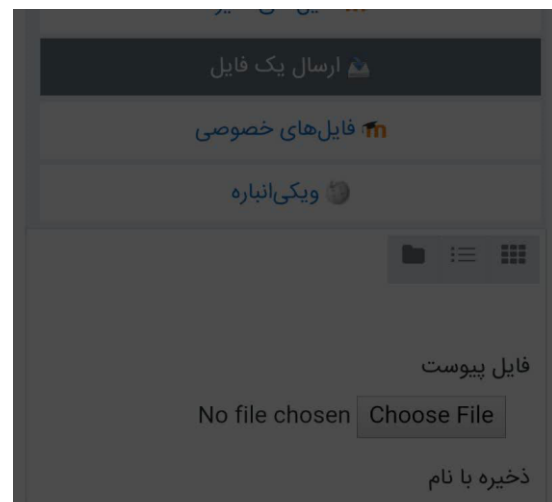 ارسال یک فایل
فایل‌های خصوصی
ویکی‌انباره
فایل پیوست
Choose File No file chosen
ذخیره با نام